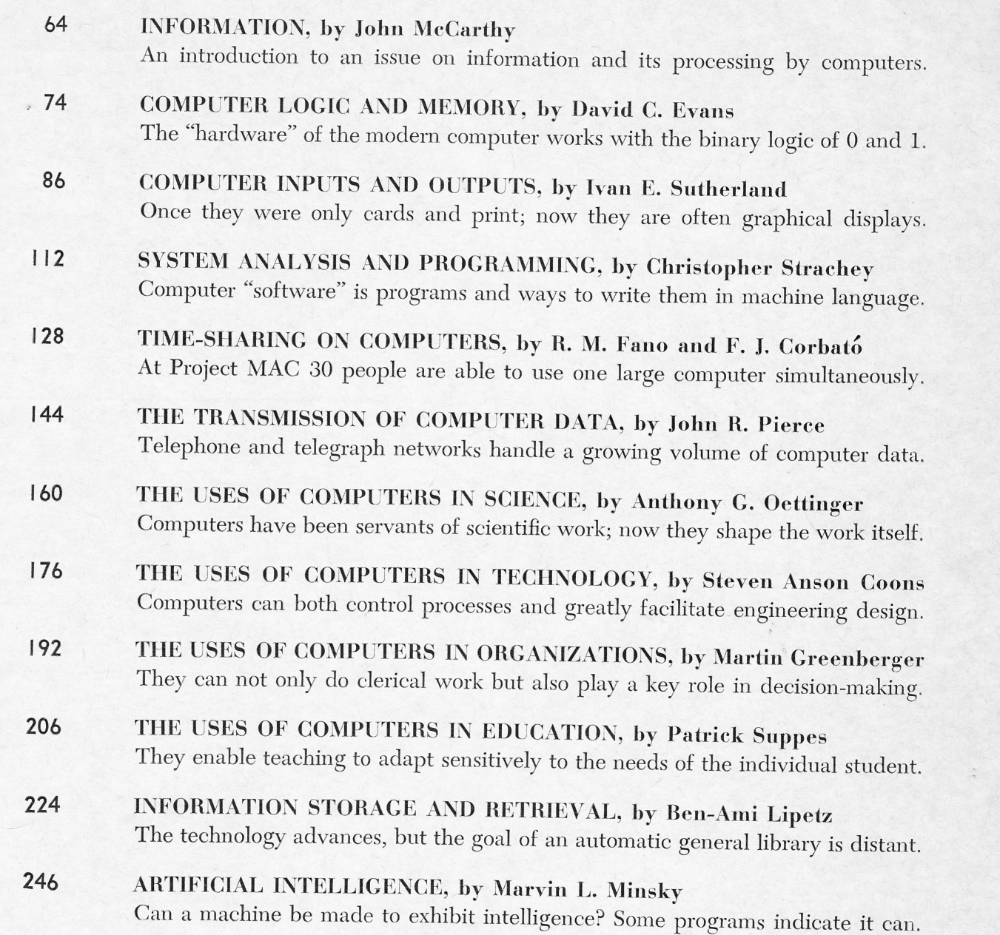 64 INFORMATION, by John McCarthy
An introduction to an issue on information and its processing by computers.
74 COMPUTER LOGIC AND MEMORY, by David C. Evans
The “hardware” of the modern computer works with the binary logic of 0 and 1.
86 COMPUTER INPUTS AND OUTPUTS, by Ivan E. Sutherland
Once they were only cards and print; now they are often graphical displays.
112 SYSTEM ANALYSIS AND PROGRAMMING, by Christopher Strachey
Computer “software” is programs and ways to write them in machine language.
128 TIME-SHARING ON COMPUTERS, by R. M. Fano and F. J. Corbató
At Project MAC 30 people are able to use one large computer simultaneously.
144 THE TRANSMISSION OF COMPUTER DATA, by John R. Pierce
Telephone and telegraph networks handle a growing volume of computer data.
160 THE USES OF COMPUTERS IN SCIENCE, by Anthony G. Oettinger
Computers have been servants of scientific work; now they shape the work itself.
176 THE USES OF COMPUTERS IN TECHNOLOGY, by Steven Anson Coons
Computers can both control processes and greatly facilitate engineering design.
192 THE USES OF COMPUTERS IN ORGANIZATIONS, by Martin Greenberger
They can not only do clerical work but also play a key role in decision-making.
206 THE USES OF COMPUTERS IN EDUCATION, by Patrick Suppes
They enable teaching to adapt sensitively to the needs of the individual student.
224 INFORMATION STORAGE AND RETRIEVAL, by Ben-Ami Lipetz
The technology advances, but the goal of an automatic general library is distant.
246 ARTIFICIAL INTELLIGENCE, by Marvin L. Minsky
Can a machine be made to exhibit intelligence? Some programs indicate it can.